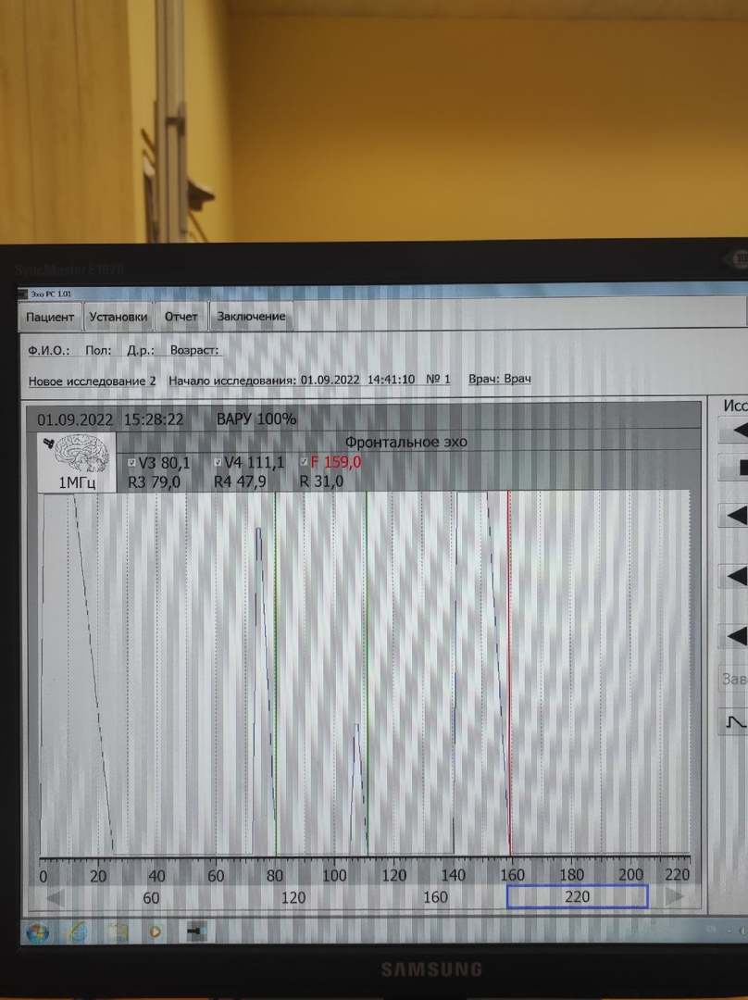 SyncMaster E1920
Эхо РС 1.01
Пациент Установки Отчет Заключение
Ф.И.О.: Пол: Д.р.: Возраст:
Новое исследование 2 Начало исследования: 01.09.2022 14:41:10 № 1 Врач: Врач
Исс
01.09.2022 15:28:22 ВАРУ 100%
Фронтальное эхо
V3 80,1 V4 111,1 F 159,0
1МГц R3 79,0 R4 47,9 R 31,0
Зав
0 20 40 60 80 100 120 140 160 180 200 220
60 120 160 220
EN
SAMSUNG